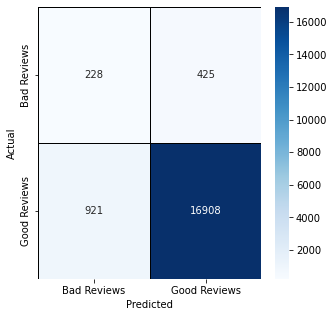 Bad Reviews
Good Reviews
Actual
228
425
921
16908
Bad Reviews
Good Reviews
Predicted
16000
14000
12000
10000
8000
6000
4000
2000